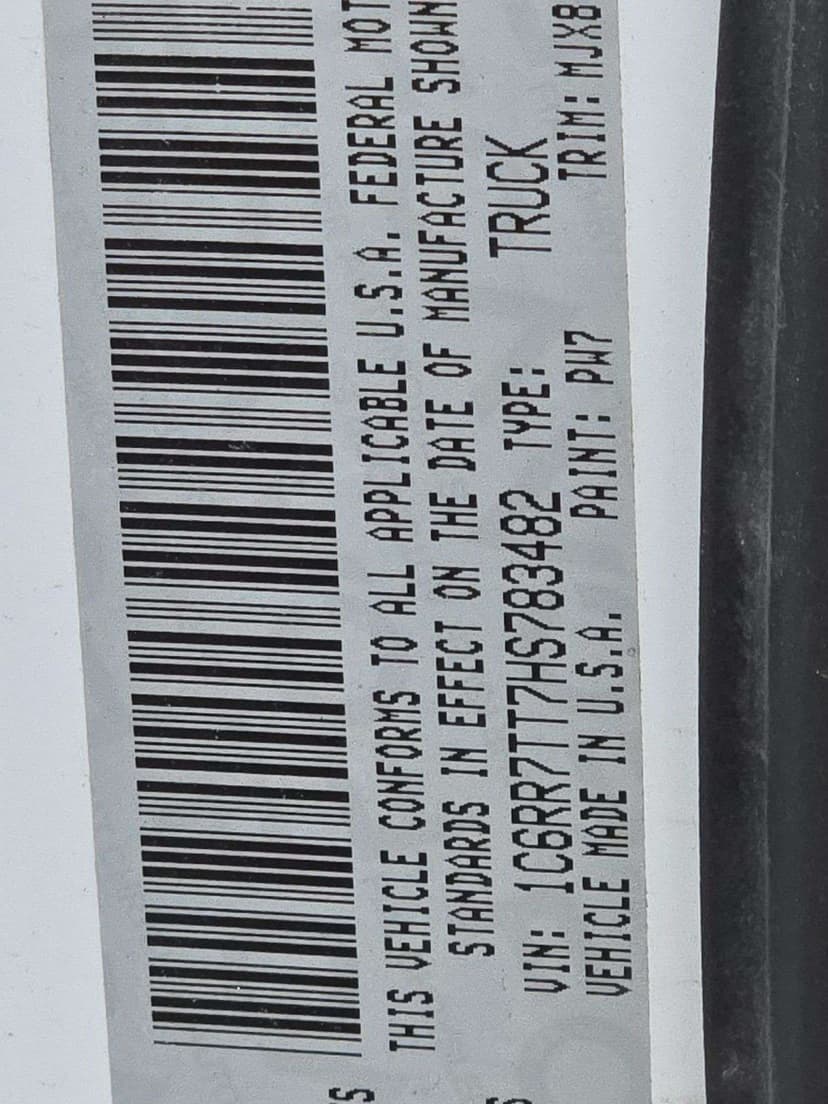 THIS VEHICLE CONFORMS TO ALL APPLICABLE U.S.A. FEDERAL MOT
STANDARDS IN EFFECT ON THE DATE OF MANUFACTURE SHOWN
VIN: 1C6RR7TT7HS783482 TYPE: TRUCK
VEHICLE MADE IN U.S.A. PAINT: PW7 TRIM: MJX8